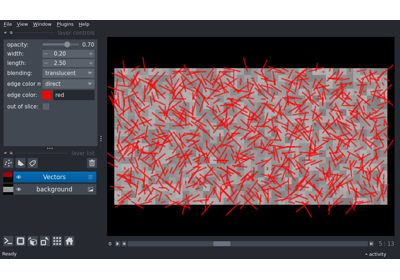 File View Window Plugins Help
layer controls
opacity: 0.70
width: 0.20
length: 2.50
blending: translucent
edge color m direct
edge color: red
out of slice:
layer list
Vectors
background
0 5 13
Ready activity